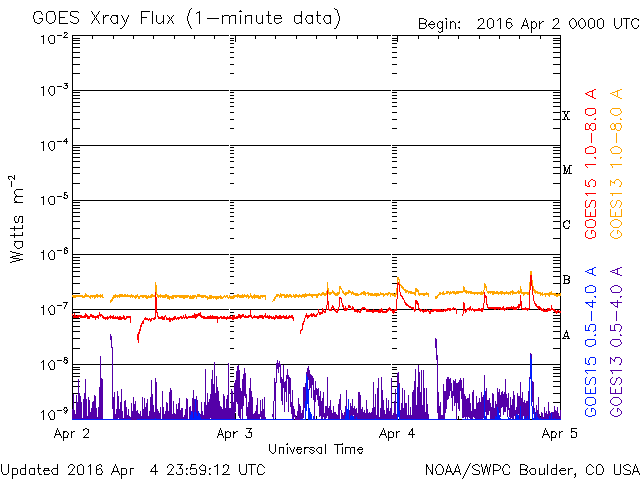 GOES Xray Flux (1-minute data)
Begin: 2016 Apr 2 0000 UTC
10⁻²
10⁻³
10⁻⁴
10⁻⁵
10⁻⁶
10⁻⁷
10⁻⁸
10⁻⁹
Watts m⁻²
X
M
C
B
A
GOES15 1.0-8.0 A
GOES13 1.0-8.0 A
GOES15 0.5-4.0 A
GOES13 0.5-4.0 A
Apr 2
Apr 3
Apr 4
Apr 5
Universal Time
Updated 2016 Apr 4 23:59:12 UTC
NOAA/SWPC Boulder, CO USA